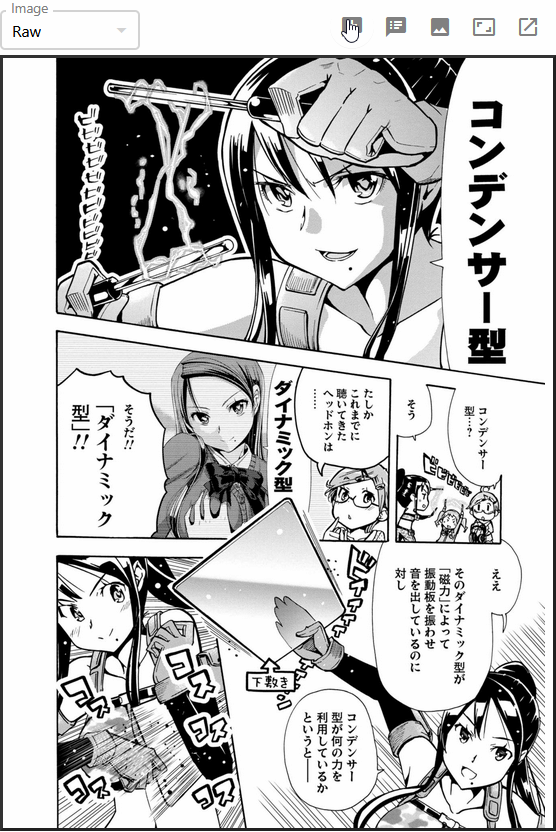 Image
Raw
コンデンサー型
ビビビビビビビビ
コンデンサー
型…?
そう
ビビビビビビ
たしか
これまでに
聴いてきた
ヘッドホンは
……
ダイナミック型
そうだ!!
「ダイナミック
型」!!
ええ
そのダイナミック型が
「磁力」によって
振動板を振わせ
音を出しているのに
対し
下敷き
コンデンサー
型が何の力を
利用しているか
というと――
コス
コス
コス
コス
コス